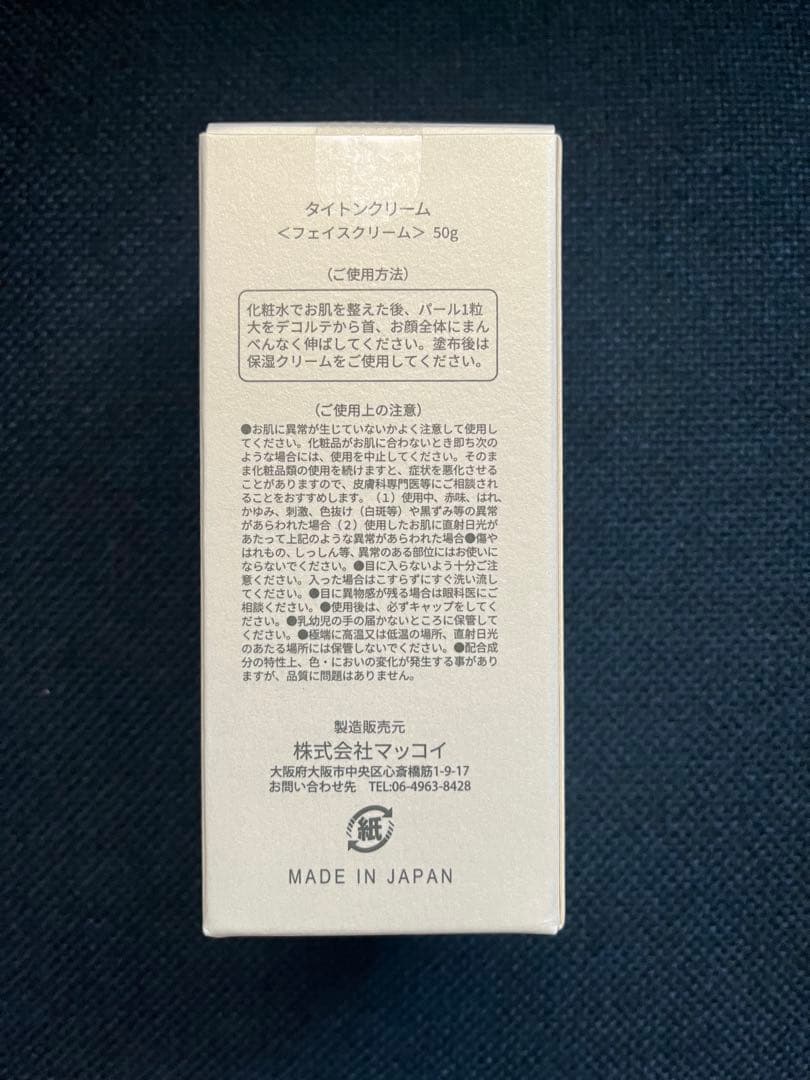 タイトンクリーム
＜フェイスクリーム＞ 50g
（ご使用方法）
化粧水でお肌を整えた後、パール1粒
大をデコルテから首、お顔全体にまん
べんなく伸ばしてください。塗布後は
保湿クリームをご使用してください。
（ご使用上の注意）
●お肌に異常が生じていないかよく注意して使用し
てください。化粧品がお肌に合わないとき即ち次の
ような場合には、使用を中止してください。そのま
ま化粧品類の使用を続けますと、症状を悪化させる
ことがありますので、皮膚科専門医等にご相談され
ることをおすすめします。（１）使用中、赤味、はれ、
かゆみ、刺激、色抜け（白斑等）や黒ずみ等の異常
があらわれた場合（２）使用したお肌に直射日光が
あたって上記のような異常があらわれた場合●傷や
はれもの、しっしん等、異常のある部位にはお使いに
ならないでください。●目に入らないよう十分ご注
意ください。入った場合はこすらずにすぐ洗い流し
てください。●目に異物感が残る場合は眼科医にご
相談ください。●使用後は、必ずキャップをしてくだ
さい。●乳幼児の手の届かないところに保管して
ください。●極端に高温又は低温の場所、直射日光
のあたる場所には保管しないでください。●配合成
分の特性上、色・においの変化が発生する事があり
ますが、品質に問題はありません。
製造販売元
株式会社マッコイ
大阪府大阪市中央区心斎橋筋1-9-17
お問い合わせ先 TEL:06-4963-8428
紙
MADE IN JAPAN